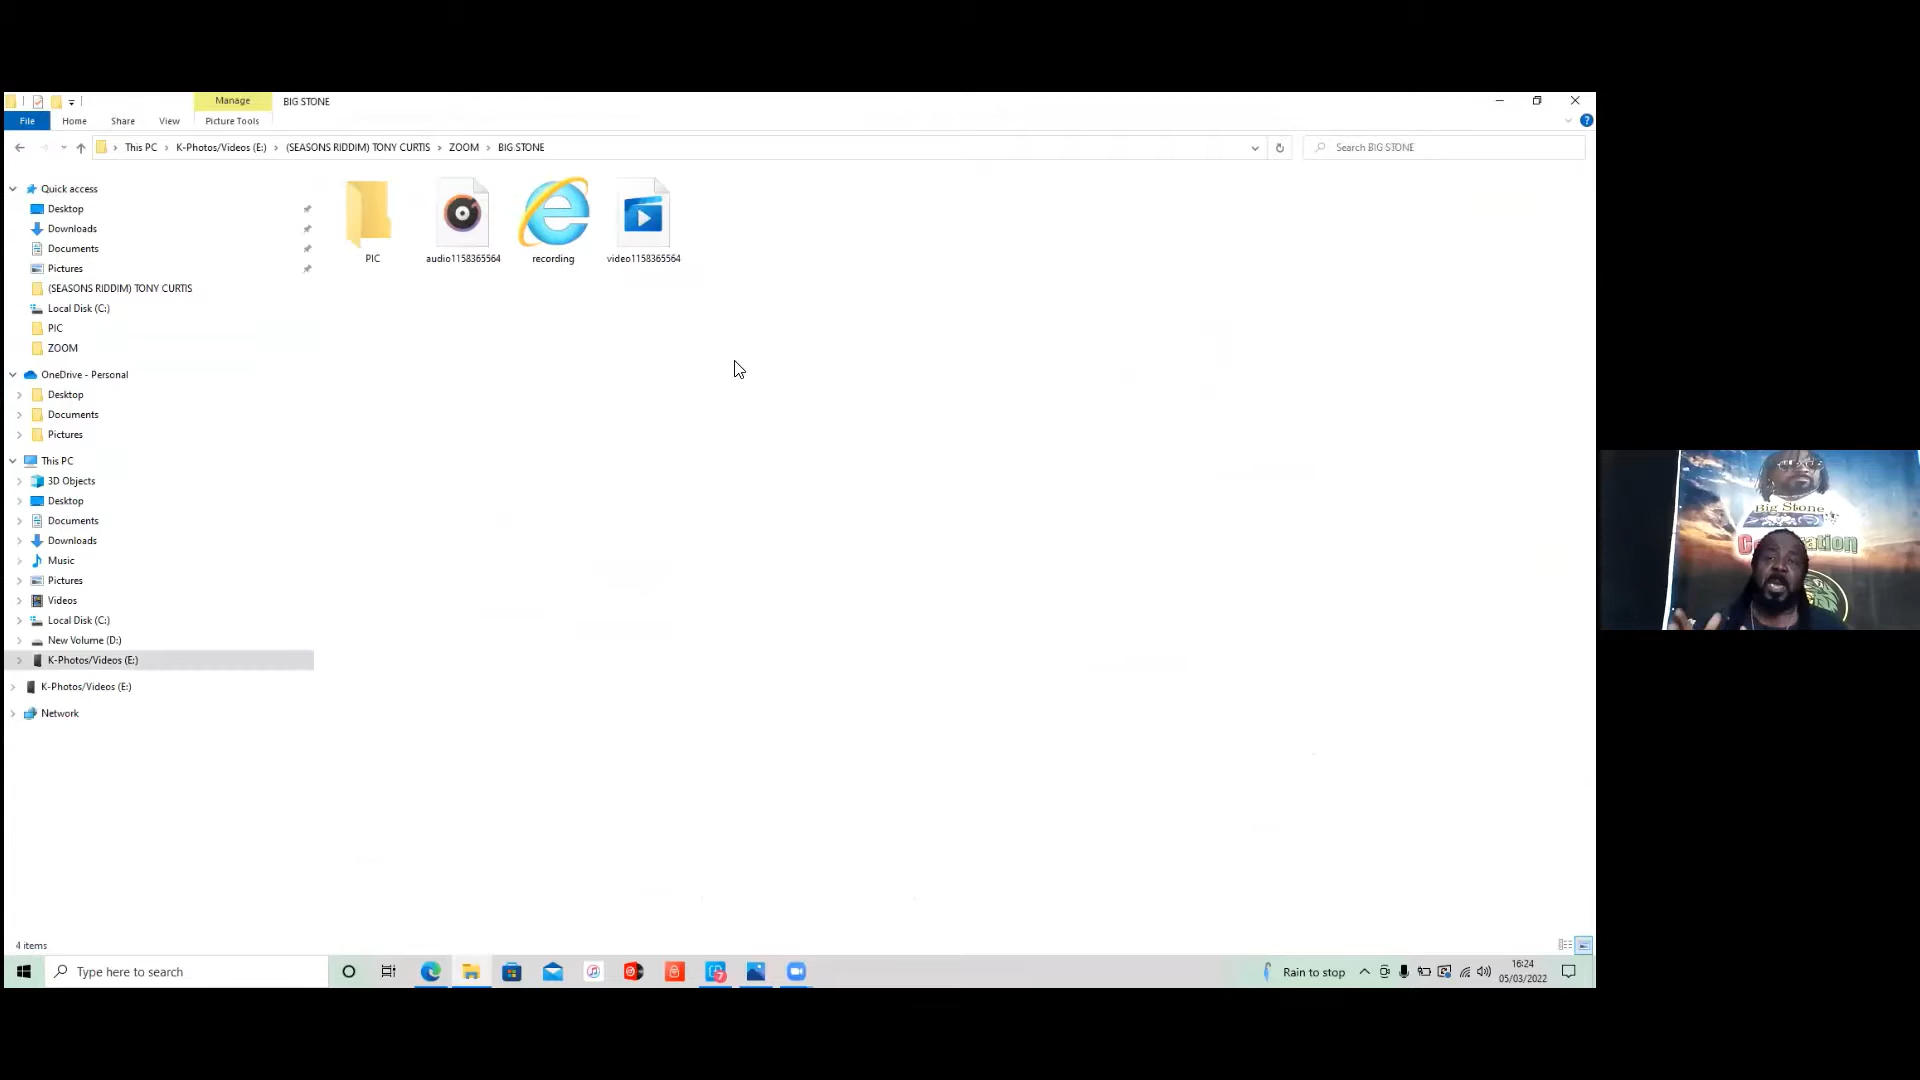 Manage
BIG STONE
File
Home
Share
View
Picture Tools
This PC
K-Photos/Videos (E:)
(SEASONS RIDDIM) TONY CURTIS
ZOOM
BIG STONE
Search BIG STONE
Quick access
Desktop
Downloads
Documents
Pictures
(SEASONS RIDDIM) TONY CURTIS
Local Disk (C:)
PIC
ZOOM
OneDrive - Personal
Desktop
Documents
Pictures
This PC
3D Objects
Desktop
Documents
Downloads
Music
Pictures
Videos
Local Disk (C:)
New Volume (D:)
K-Photos/Videos (E:)
K-Photos/Videos (E:)
Network
PIC
audio1158365564
recording
video1158365564
Big Stone
4 items
Type here to search
Rain to stop
16:24
05/03/2022